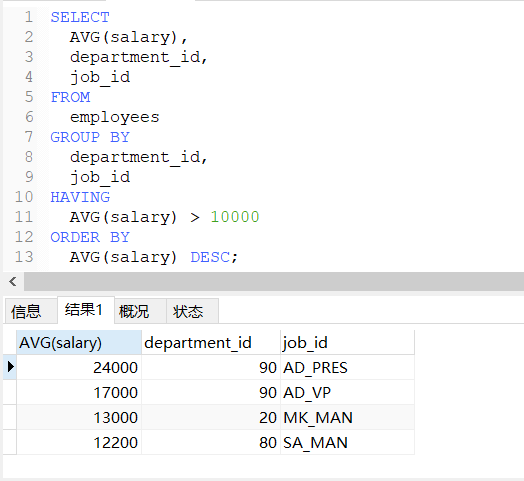 1 SELECT
2 AVG(salary),
3 department_id,
4 job_id
5 FROM
6 employees
7 GROUP BY
8 department_id,
9 job_id
10 HAVING
11 AVG(salary) > 10000
12 ORDER BY
13 AVG(salary) DESC;
信息 结果1 概况 状态
AVG(salary) department_id job_id
24000 90 AD_PRES
17000 90 AD_VP
13000 20 MK_MAN
12200 80 SA_MAN